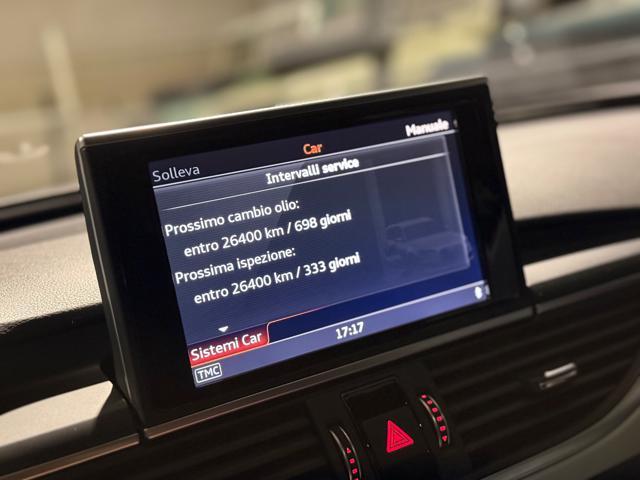 Car
Solleva
Manuale
Intervalli service
Prossimo cambio olio:
entro 26400 km / 698 giorni
Prossima ispezione:
entro 26400 km / 333 giorni
Sistemi Car
17:17
TMC